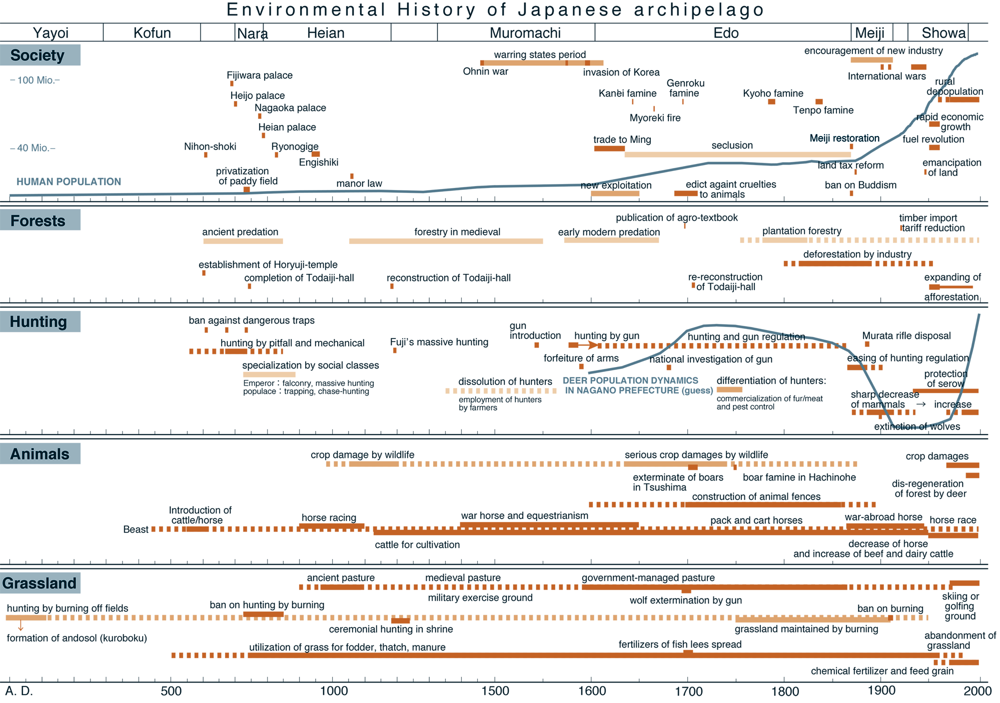 Environmental History of Japanese archipelago
Yayoi
Kofun
Nara
Heian
Muromachi
Edo
Meiji
Showa
Society
100 Mio.
40 Mio.
HUMAN POPULATION
Fijiwara palace
Heijo palace
Nagaoka palace
Heian palace
Nihon-shoki
Ryonogige
Engishiki
privatization
of paddy field
manor law
warring states period
Ohnin war
invasion of Korea
Kan'ei famine
Genroku
famine
Myoreki fire
Kyoho famine
Tenpo famine
trade to Ming
seclusion
new exploitation
edict againt cruelties
to animals
encouragement of new industry
International wars
rural
depopulation
rapid economic
growth
Meiji restoration
fuel revolution
land tax reform
emancipation
of land
ban on Buddism
Forests
ancient predation
forestry in medieval
early modern predation
publication of agro-textbook
plantation forestry
timber import
tariff reduction
deforestation by industry
establishment of Horyuji-temple
completion of Todaiji-hall
reconstruction of Todaiji-hall
re-reconstruction
of Todaiji-hall
expanding of
afforestation
Hunting
ban against dangerous traps
hunting by pitfall and mechanical
specialization by social classes
Emperor : falconry, massive hunting
populace : trapping, chase-hunting
Fuji's massive hunting
gun
introduction
hunting by gun
forfeiture of arms
dissolution of hunters
employment of hunters
by farmers
DEER POPULATION DYNAMICS
IN NAGANO PREFECTURE (guess)
hunting and gun regulation
national investigation of gun
differentiation of hunters:
commercialization of fur/meat
and pest control
Murata rifle disposal
easing of hunting regulation
protection
of serow
sharp decrease
of mammals → increase
extinction of wolves
Animals
crop damage by wildlife
serious crop damages by wildlife
crop damages
exterminate of boars
in Tsushima
boar famine in Hachinohe
dis-regeneration
of forest by deer
construction of animal fences
Introduction of
cattle/horse
Beast
horse racing
war horse and equestrianism
pack and cart horses
war-abroad horse
horse race
cattle for cultivation
decrease of horse
and increase of beef and dairy cattle
Grassland
ancient pasture
medieval pasture
government-managed pasture
military exercise ground
wolf extermination by gun
skiing or
golfing
ground
hunting by burning off fields
ban on hunting by burning
ban on burning
ceremonial hunting in shrine
grassland maintained by burning
formation of andosol (kuroboku)
utilization of grass for fodder, thatch, manure
fertilizers of fish lees spread
abandonment of
grassland
chemical fertilizer and feed grain
A. D.
500
1000
1500
1600
1700
1800
1900
2000